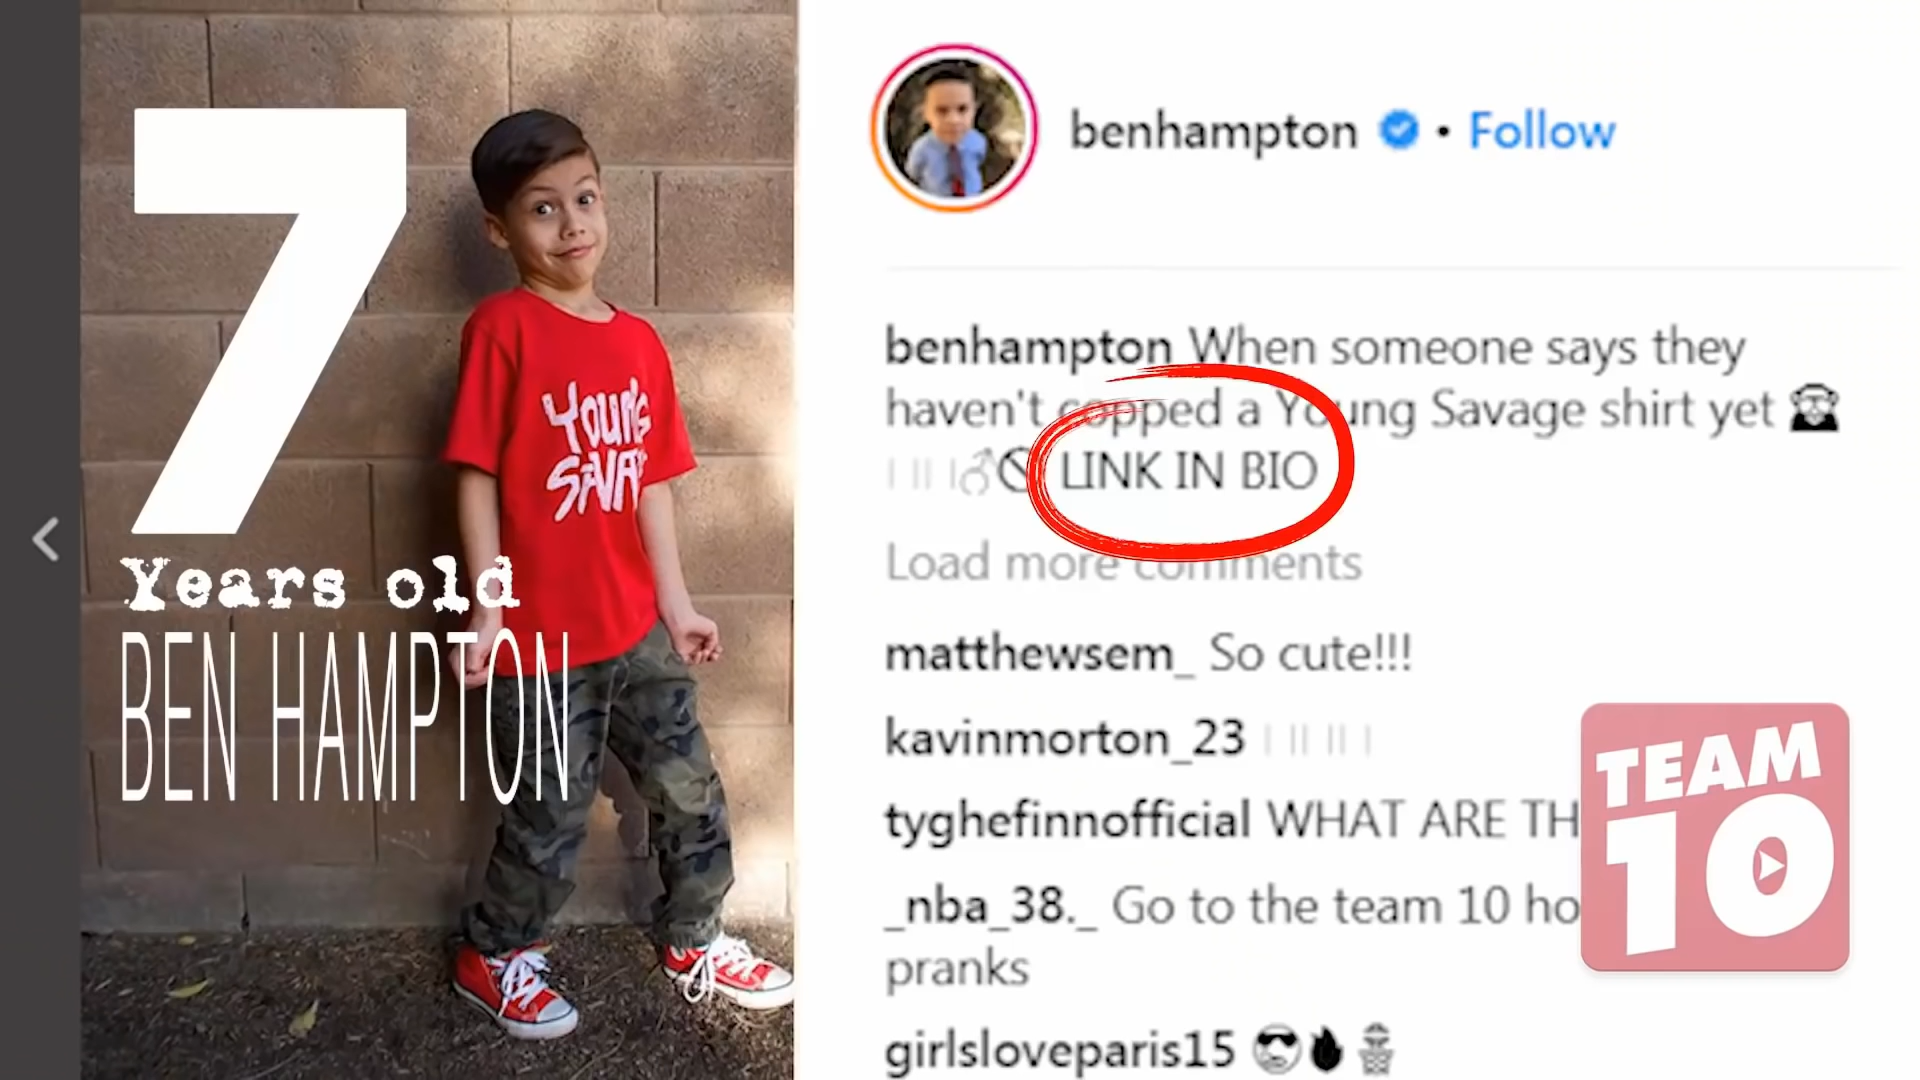 7
Years old
BEN HAMPTON
YOUNG
SAVA
benhampton • Follow
benhampton When someone says they
haven't copped a Young Savage shirt yet
LINK IN BIO
Load more comments
matthewsem_ So cute!!!
kavinmorton_23
tyghefinnofficial WHAT ARE TH
_nba_38._ Go to the team 10 ho
pranks
girlsloveparis15
TEAM
10